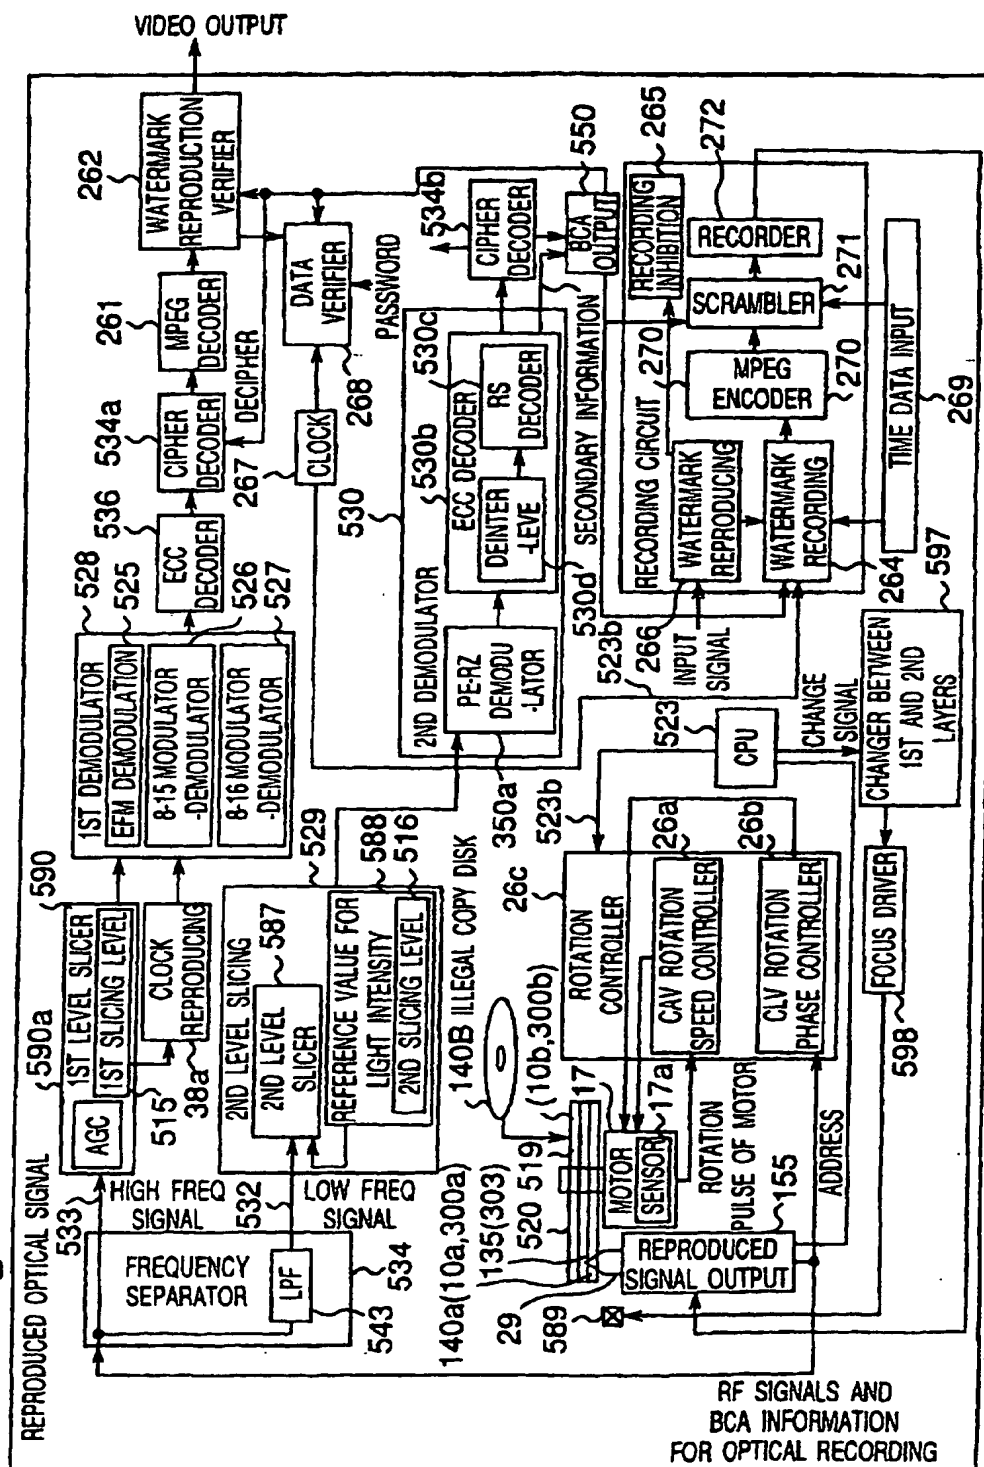 REPRODUCED OPTICAL SIGNAL
533
HIGH FREQ
SIGNAL
FREQUENCY
SEPARATOR
LPF
543
534
532
LOW FREQ
SIGNAL
590a
590
1ST LEVEL SLICER
AGC
1ST SLICING LEVEL
515
CLOCK
REPRODUCING
38a
528
1ST DEMODULATOR
525
EFM DEMODULATION
8-15 MODULATOR
-DEMODULATOR
526
8-16 MODULATOR
-DEMODULATOR
527
536
ECC
DECODER
534a
CIPHER
DECODER
DECIPHER
261
MPEG
DECODER
262
WATERMARK
REPRODUCTION
VERIFIER
VIDEO OUTPUT
267
CLOCK
DATA
VERIFIER
268
PASSWORD
529
2ND LEVEL SLICING
587
2ND LEVEL
SLICER
588
REFERENCE VALUE FOR
LIGHT INTENSITY
516
2ND SLICING LEVEL
530
2ND DEMODULATOR
PE-RZ
DEMODU
-LATOR
350a
530b
ECC DECODER
530c
RS
DECODER
DEINTER
-LEVE
530d
534b
CIPHER
DECODER
BCA
OUTPUT
550
SECONDARY INFORMATION
140B ILLEGAL COPY DISK
140a(10a,300a)
135(303)
520
519
(10b,300b)
29
589
17
MOTOR
SENSOR
17a
ROTATION
PULSE OF MOTOR
REPRODUCED
SIGNAL OUTPUT
155
ADDRESS
26c
ROTATION
CONTROLLER
26a
CAV ROTATION
SPEED CONTROLLER
26b
CLV ROTATION
PHASE CONTROLLER
523b
523
CPU
CHANGE
SIGNAL
CHANGER BETWEEN
1ST AND 2ND
LAYERS
597
FOCUS DRIVER
598
523b
266
INPUT
SIGNAL
RECORDING CIRCUIT
WATERMARK
REPRODUCING
WATERMARK
RECORDING
264
270
MPEG
ENCODER
270
RECORDING
INHIBITION
265
SCRAMBLER
271
RECORDER
272
TIME DATA INPUT
269
RF SIGNALS AND
BCA INFORMATION
FOR OPTICAL RECORDING